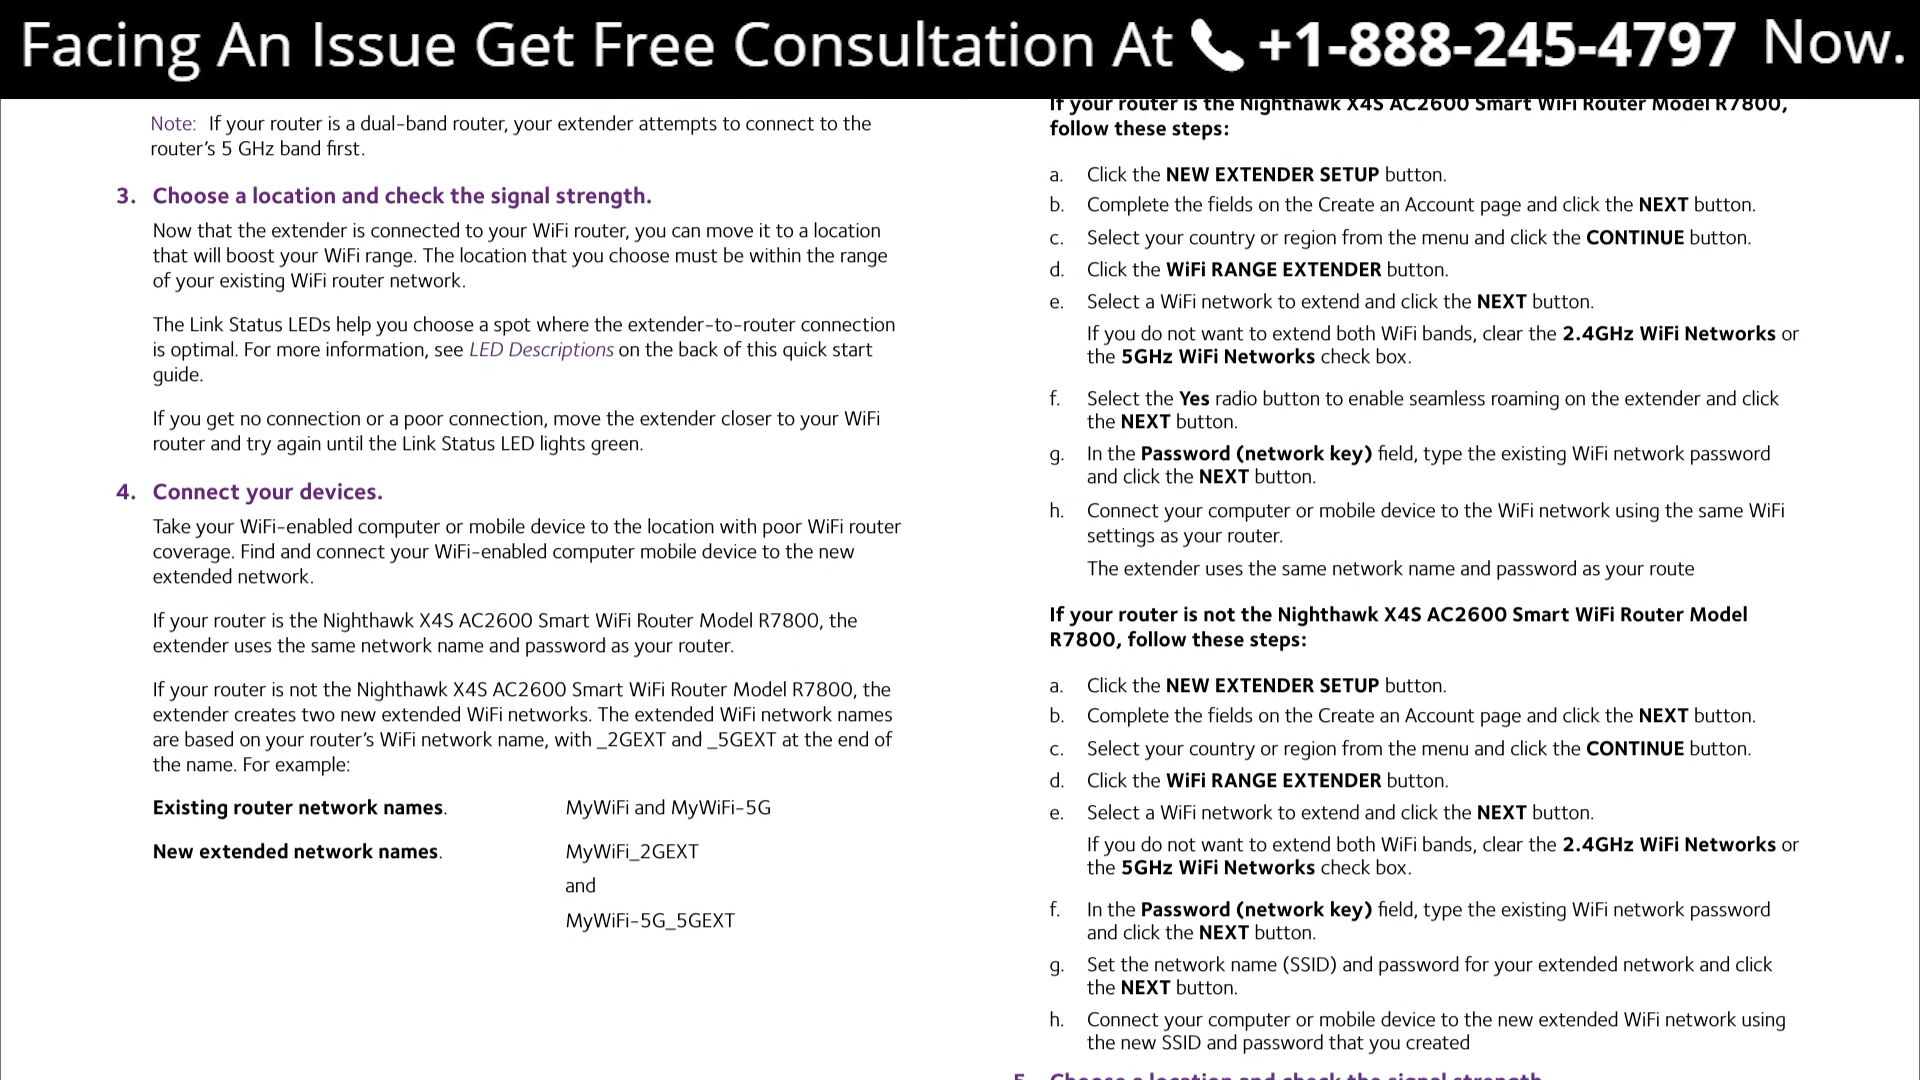 Facing An Issue Get Free Consultation At +1-888-245-4797 Now.
Note: If your router is a dual-band router, your extender attempts to connect to the
router's 5 GHz band first.
3. Choose a location and check the signal strength.
Now that the extender is connected to your WiFi router, you can move it to a location
that will boost your WiFi range. The location that you choose must be within the range
of your existing WiFi router network.
The Link Status LEDs help you choose a spot where the extender-to-router connection
is optimal. For more information, see LED Descriptions on the back of this quick start
guide.
If you get no connection or a poor connection, move the extender closer to your WiFi
router and try again until the Link Status LED lights green.
4. Connect your devices.
Take your WiFi-enabled computer or mobile device to the location with poor WiFi router
coverage. Find and connect your WiFi-enabled computer mobile device to the new
extended network.
If your router is the Nighthawk X4S AC2600 Smart WiFi Router Model R7800, the
extender uses the same network name and password as your router.
If your router is not the Nighthawk X4S AC2600 Smart WiFi Router Model R7800, the
extender creates two new extended WiFi networks. The extended WiFi network names
are based on your router's WiFi network name, with _2GEXT and _5GEXT at the end of
the name. For example:
Existing router network names. MyWiFi and MyWiFi-5G
New extended network names. MyWiFi_2GEXT
and
MyWiFi-5G_5GEXT
If your router is the Nighthawk X4S AC2600 Smart WiFi Router Model R7800,
follow these steps:
a. Click the NEW EXTENDER SETUP button.
b. Complete the fields on the Create an Account page and click the NEXT button.
c. Select your country or region from the menu and click the CONTINUE button.
d. Click the WiFi RANGE EXTENDER button.
e. Select a WiFi network to extend and click the NEXT button.
If you do not want to extend both WiFi bands, clear the 2.4GHz WiFi Networks or
the 5GHz WiFi Networks check box.
f. Select the Yes radio button to enable seamless roaming on the extender and click
the NEXT button.
g. In the Password (network key) field, type the existing WiFi network password
and click the NEXT button.
h. Connect your computer or mobile device to the WiFi network using the same WiFi
settings as your router.
The extender uses the same network name and password as your route
If your router is not the Nighthawk X4S AC2600 Smart WiFi Router Model
R7800, follow these steps:
a. Click the NEW EXTENDER SETUP button.
b. Complete the fields on the Create an Account page and click the NEXT button.
c. Select your country or region from the menu and click the CONTINUE button.
d. Click the WiFi RANGE EXTENDER button.
e. Select a WiFi network to extend and click the NEXT button.
If you do not want to extend both WiFi bands, clear the 2.4GHz WiFi Networks or
the 5GHz WiFi Networks check box.
f. In the Password (network key) field, type the existing WiFi network password
and click the NEXT button.
g. Set the network name (SSID) and password for your extended network and click
the NEXT button.
h. Connect your computer or mobile device to the new extended WiFi network using
the new SSID and password that you created
5. Choose a location and check the signal strength.